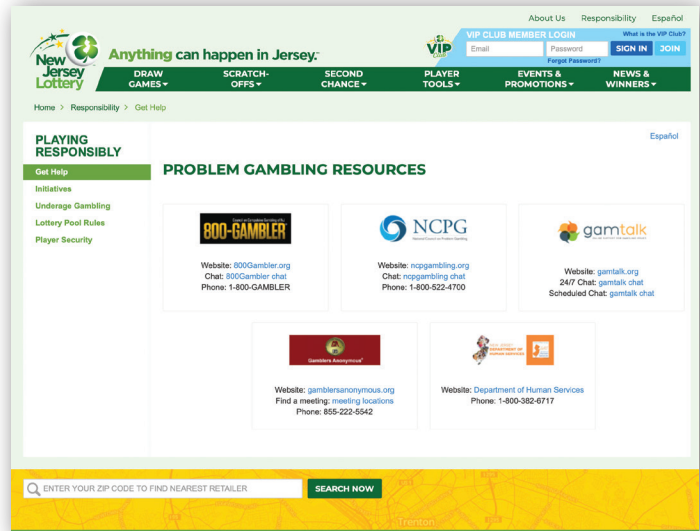 About Us Responsibility Español
New Jersey Lottery
Anything can happen in Jersey.
VIP CLUB
VIP CLUB MEMBER LOGIN What is the VIP Club?
Email Password SIGN IN JOIN
Forgot Password?
DRAW GAMES SCRATCH-OFFS SECOND CHANCE PLAYER TOOLS EVENTS & PROMOTIONS NEWS & WINNERS
Home > Responsibility > Get Help
PLAYING
RESPONSIBLY
Get Help
Initiatives
Underage Gambling
Lottery Pool Rules
Player Security
Español
PROBLEM GAMBLING RESOURCES
800-GAMBLER
Website: 800Gambler.org
Chat: 800Gambler chat
Phone: 1-800-GAMBLER
NCPG
National Council on Problem Gambling
Website: ncpgambling.org
Chat: ncpgambling chat
Phone: 1-800-522-4700
gamtalk
Website: gamtalk.org
24/7 Chat: gamtalk chat
Scheduled Chat: gamtalk chat
Gamblers Anonymous
Website: gamblersanonymous.org
Find a meeting: meeting locations
Phone: 855-222-5542
NEW JERSEY
DEPARTMENT OF
HUMAN SERVICES
Website: Department of Human Services
Phone: 1-800-382-6717
ENTER YOUR ZIP CODE TO FIND NEAREST RETAILER SEARCH NOW
Trenton